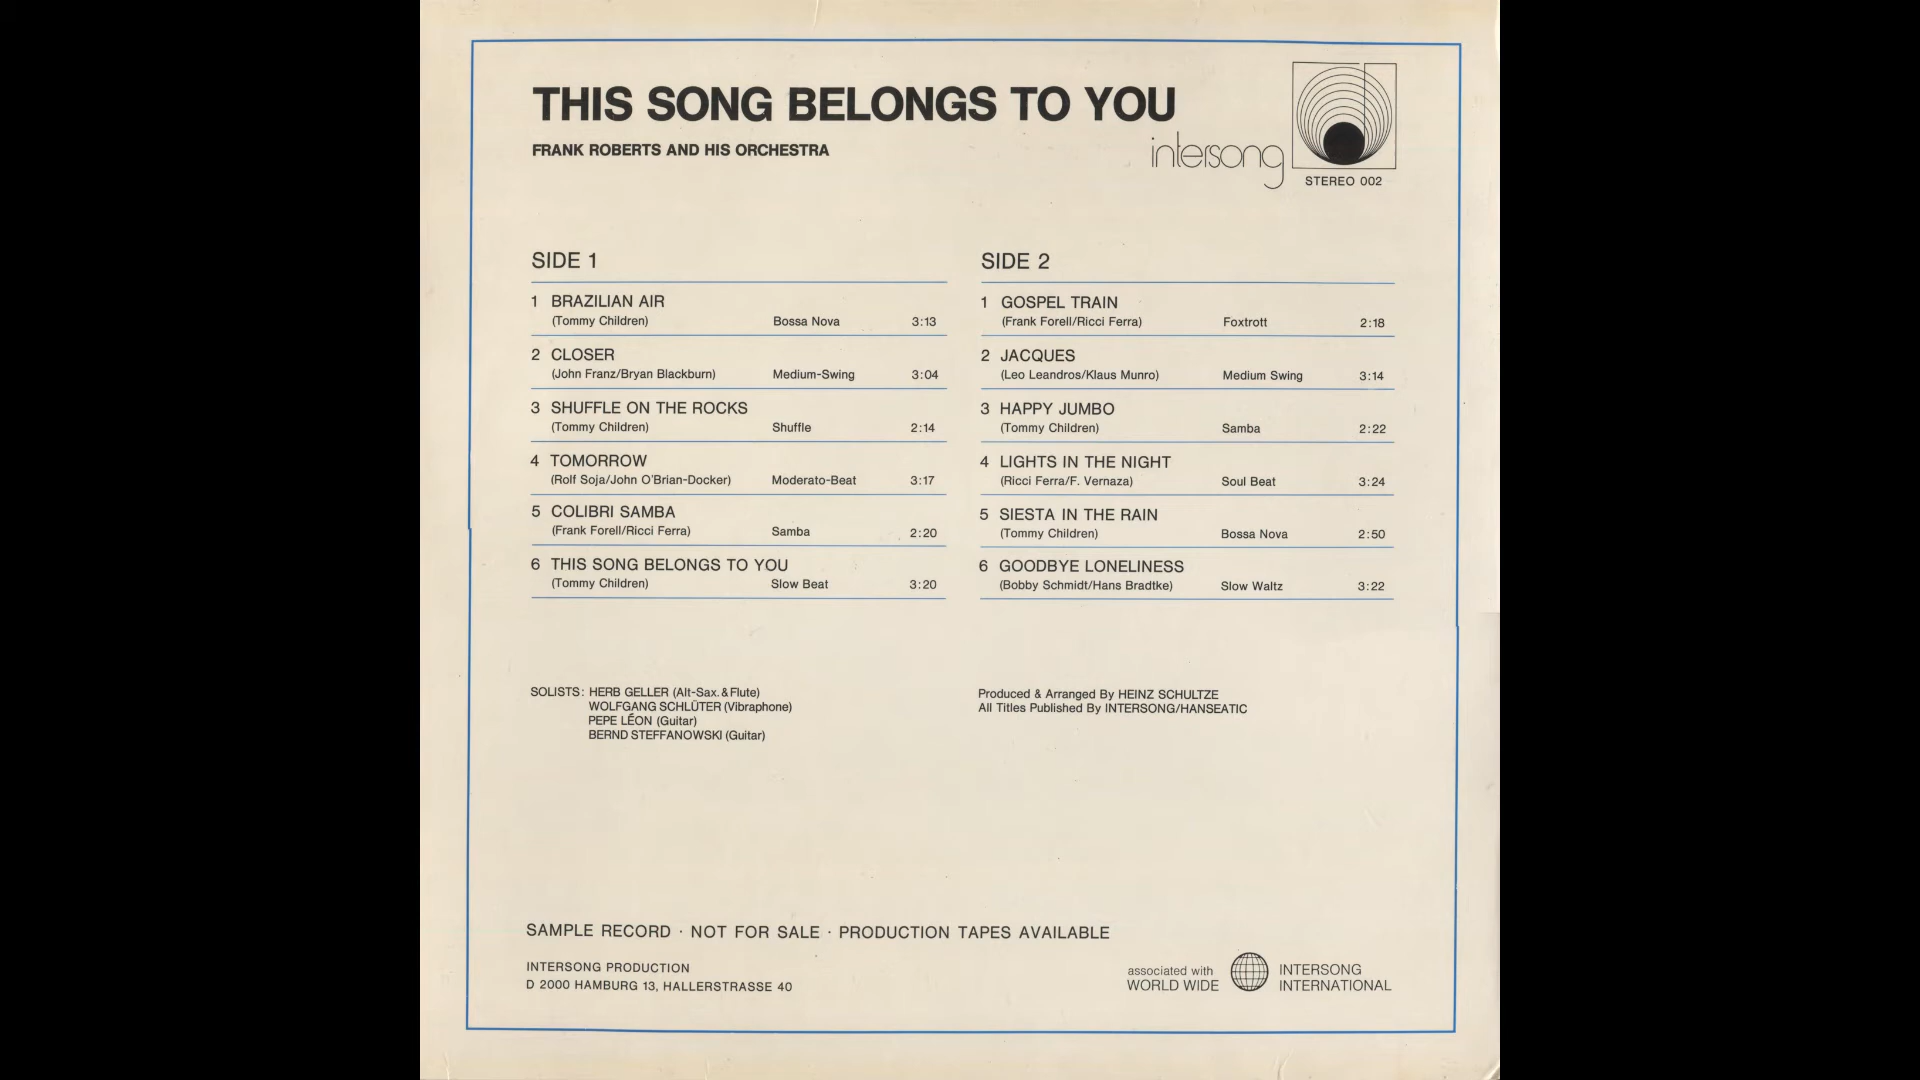 THIS SONG BELONGS TO YOU
FRANK ROBERTS AND HIS ORCHESTRA
intersong
STEREO 002
SIDE 1
1 BRAZILIAN AIR
(Tommy Children) Bossa Nova 3:13
2 CLOSER
(John Franz/Bryan Blackburn) Medium-Swing 3:04
3 SHUFFLE ON THE ROCKS
(Tommy Children) Shuffle 2:14
4 TOMORROW
(Rolf Soja/John O'Brian-Docker) Moderato-Beat 3:17
5 COLIBRI SAMBA
(Frank Forell/Ricci Ferra) Samba 2:20
6 THIS SONG BELONGS TO YOU
(Tommy Children) Slow Beat 3:20
SIDE 2
1 GOSPEL TRAIN
(Frank Forell/Ricci Ferra) Foxtrott 2:18
2 JACQUES
(Leo Leandros/Klaus Munro) Medium Swing 3:14
3 HAPPY JUMBO
(Tommy Children) Samba 2:22
4 LIGHTS IN THE NIGHT
(Ricci Ferra/F. Vernaza) Soul Beat 3:24
5 SIESTA IN THE RAIN
(Tommy Children) Bossa Nova 2:50
6 GOODBYE LONELINESS
(Bobby Schmidt/Hans Bradtke) Slow Waltz 3:22
SOLISTS: HERB GELLER (Alt-Sax. & Flute)
WOLFGANG SCHLÜTER (Vibraphone)
PEPE LÉON (Guitar)
BERND STEFFANOWSKI (Guitar)
Produced & Arranged By HEINZ SCHULTZE
All Titles Published By INTERSONG/HANSEATIC
SAMPLE RECORD · NOT FOR SALE · PRODUCTION TAPES AVAILABLE
INTERSONG PRODUCTION
D 2000 HAMBURG 13, HALLERSTRASSE 40
associated with
WORLD WIDE
INTERSONG
INTERNATIONAL